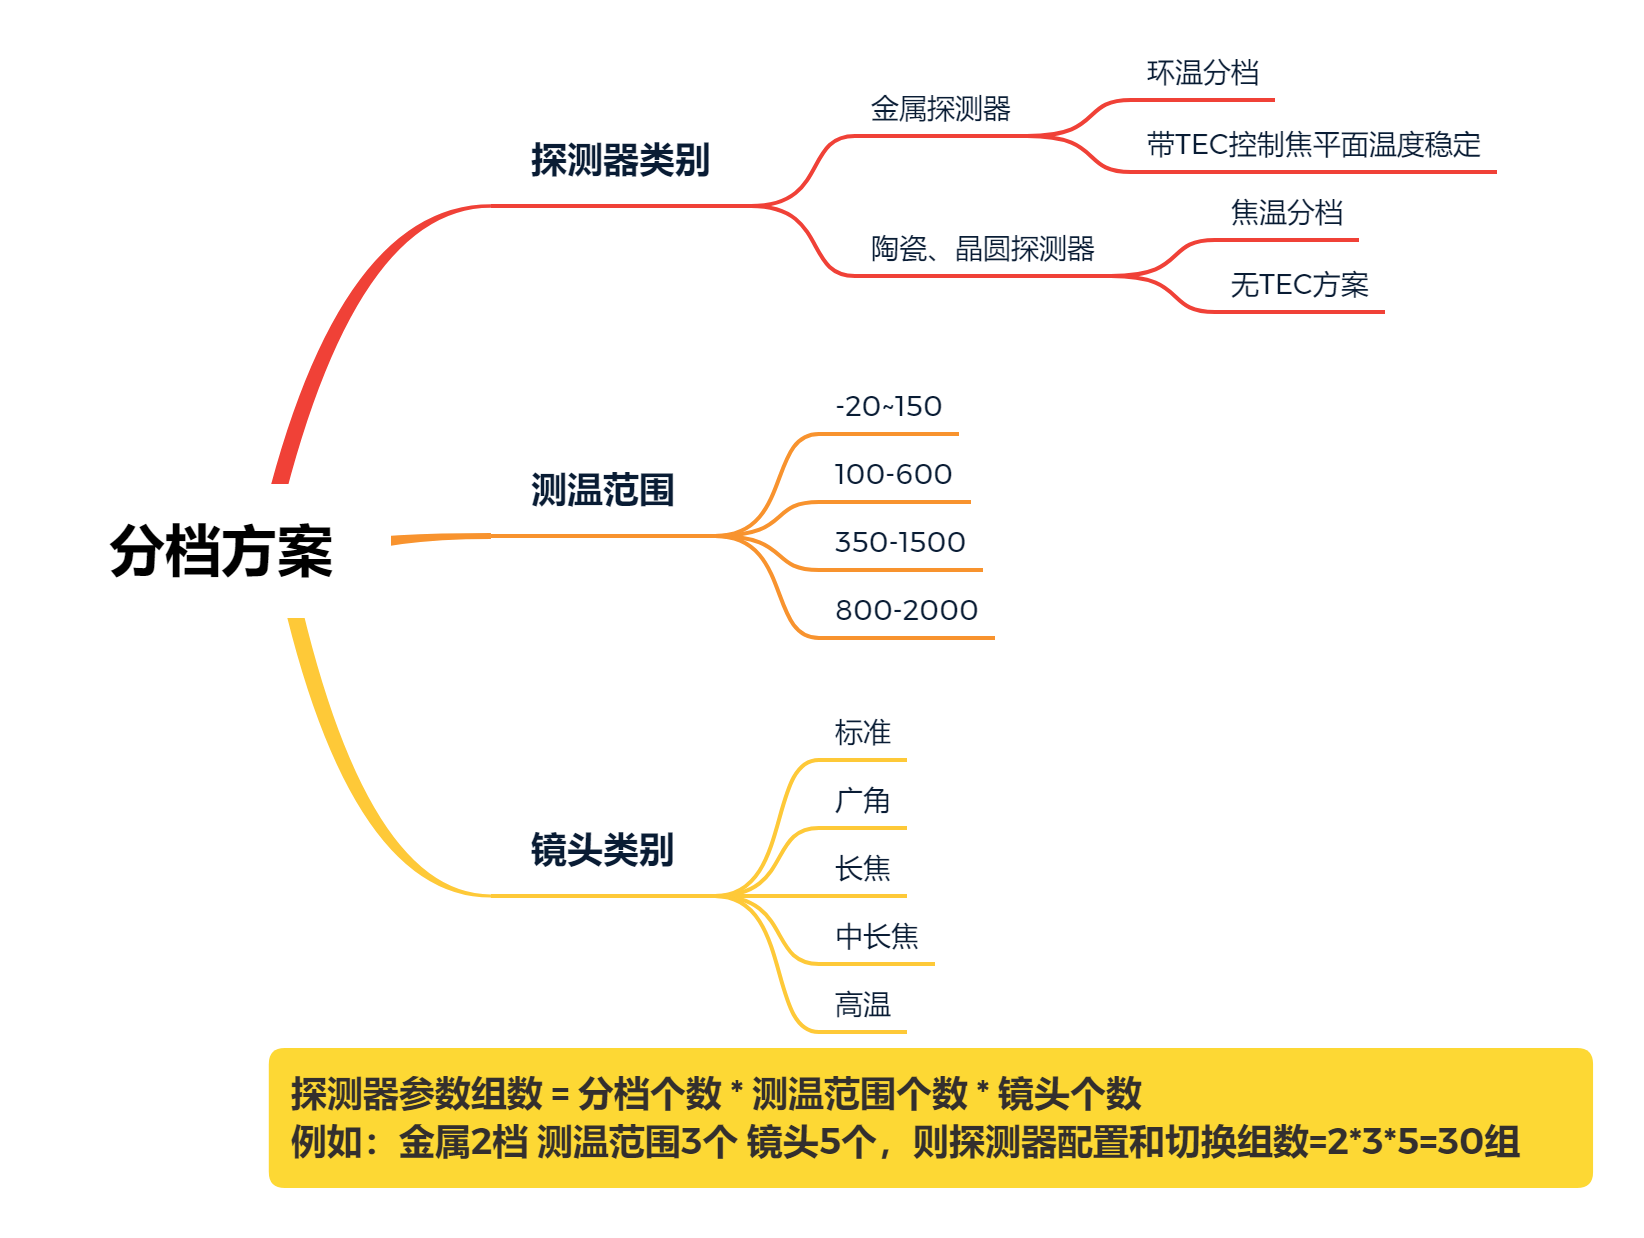 分档方案
探测器类别
金属探测器
环温分档
带TEC控制焦平面温度稳定
陶瓷、晶圆探测器
焦温分档
无TEC方案
测温范围
-20~150
100-600
350-1500
800-2000
镜头类别
标准
广角
长焦
中长焦
高温
探测器参数组数 = 分档个数 * 测温范围个数 * 镜头个数
例如：金属2档 测温范围3个 镜头5个，则探测器配置和切换组数=2*3*5=30组